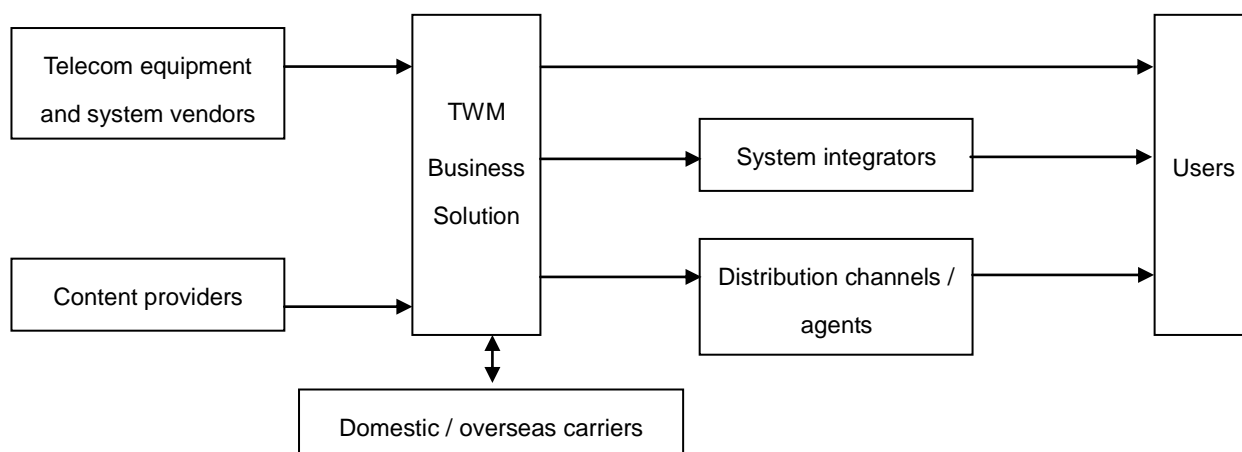 Telecom equipment
and system vendors
Content providers
TWM
Business
Solution
System integrators
Distribution channels /
agents
Users
Domestic / overseas carriers